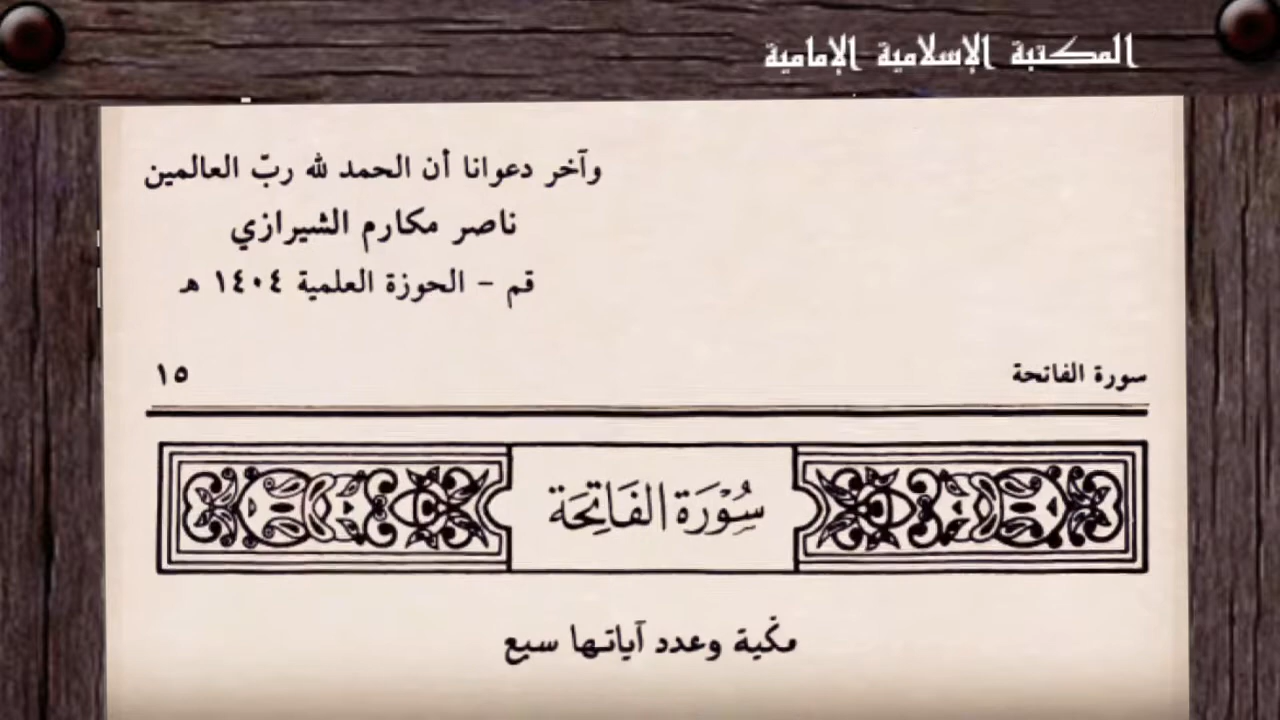 المكتبة الإسلامية الإمامية
وآخر دعوانا أن الحمد لله ربّ العالمين
ناصر مكارم الشيرازي
قم - الحوزة العلمية ١٤٠٤ هـ
سورة الفاتحة ١٥
سُوْرَة الفَاتِحَة
مكّية وعدد آياتها سبع